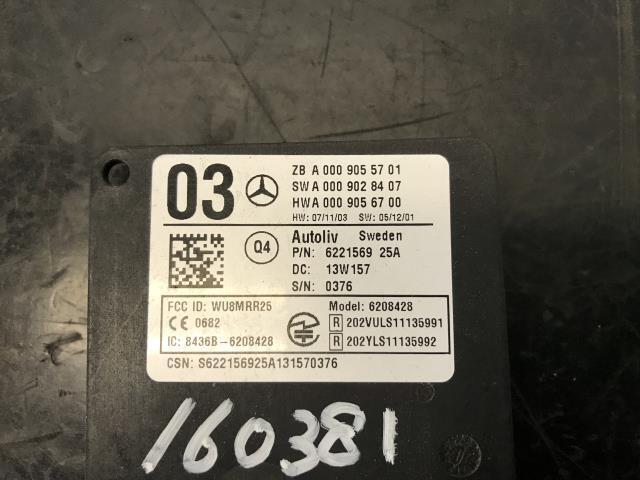 03
ZB A 000 905 57 01
SW A 000 902 84 07
HW A 000 905 67 00
HW: 07/11/03 SW: 05/12/01
Q4
Autoliv Sweden
P/N: 6221569 25A
DC: 13W157
S/N: 0376
FCC ID: WU8MRR25
CE 0682
IC: 8436B-6208428
Model: 6208428
R 202VULS11135991
R 202YLS11135992
CSN: S622156925A131570376
160381